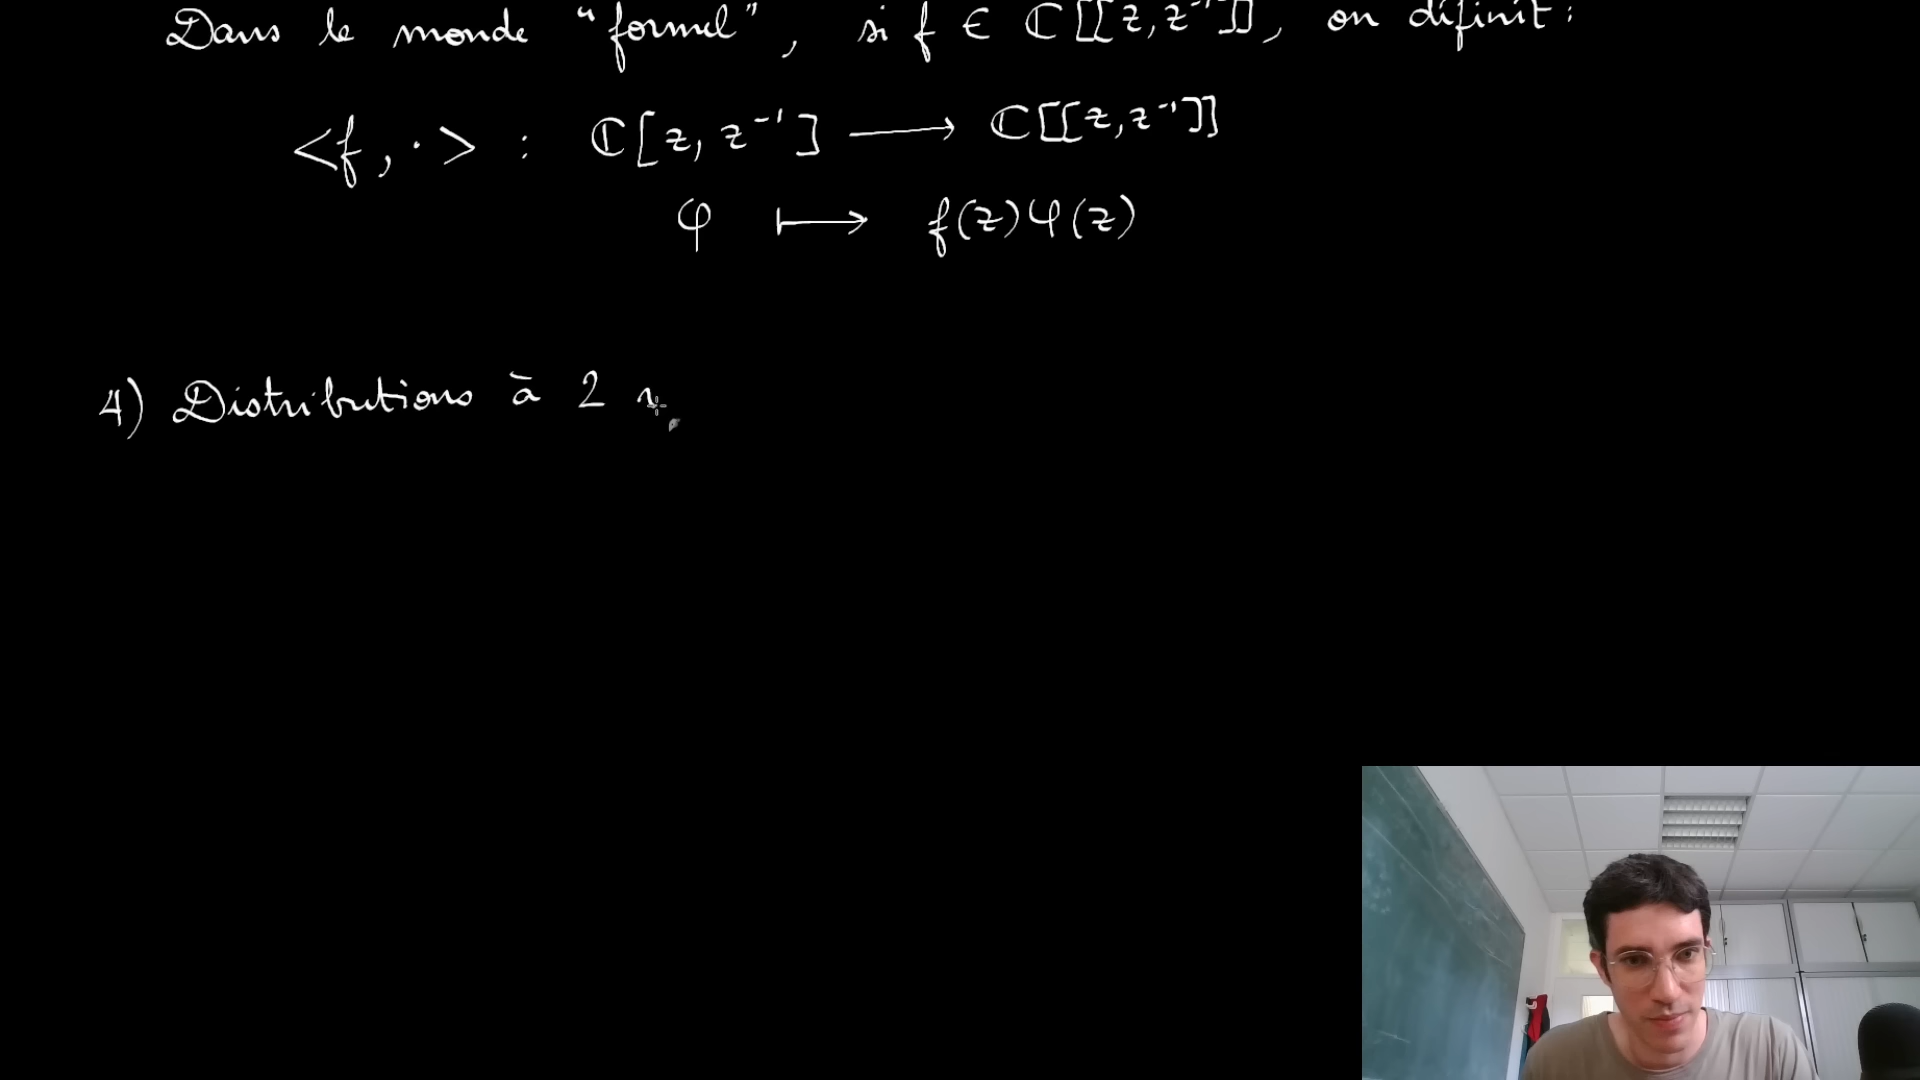 Dans le monde "formel", si f ∈ ℂ[[z, z⁻¹]], on définit :
<f, ·> : ℂ[z, z⁻¹] ⟶ ℂ[[z, z⁻¹]]
φ ⟼ f(z)φ(z)
4) Distributions à 2